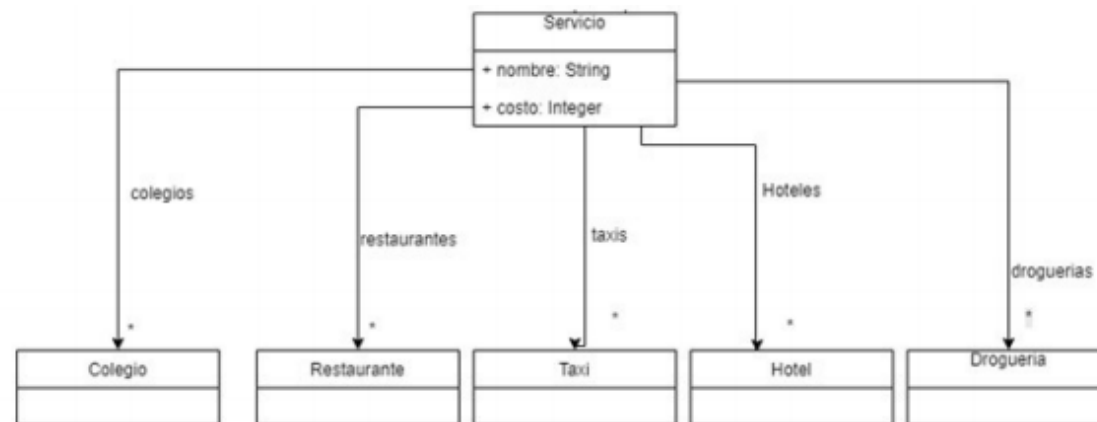 Servicio
+ nombre: String
+ costo: Integer
colegios
restaurantes
taxis
Hoteles
droguerias
*
*
*
*
*
Colegio
Restaurante
Taxi
Hotel
Drogueria